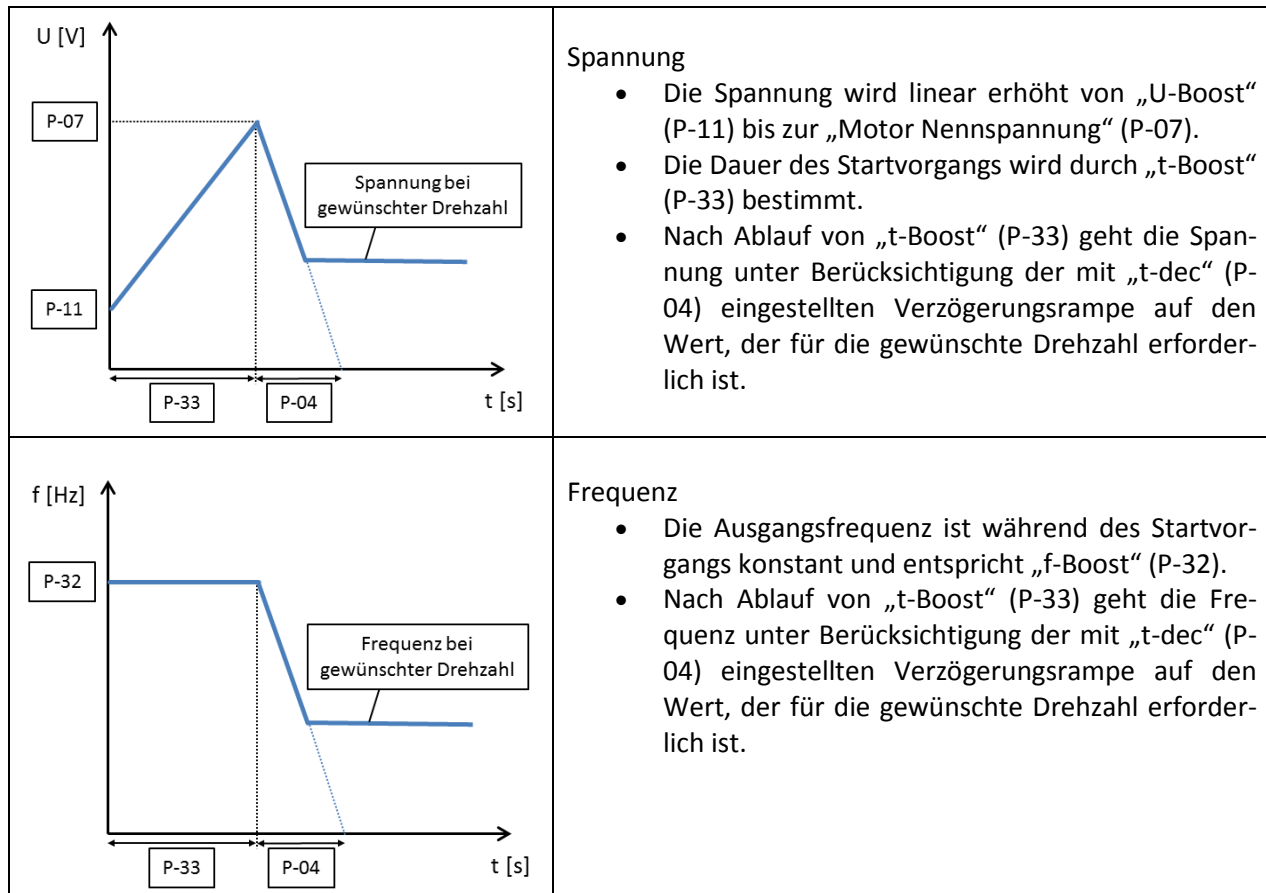 U [V]
P-07
Spannung bei
gewünschter Drehzahl
P-11
P-33
P-04
t [s]
Spannung
• Die Spannung wird linear erhöht von „U-Boost“
(P-11) bis zur „Motor Nennspannung“ (P-07).
• Die Dauer des Startvorgangs wird durch „t-Boost“
(P-33) bestimmt.
• Nach Ablauf von „t-Boost“ (P-33) geht die Span-
nung unter Berücksichtigung der mit „t-dec“ (P-
04) eingestellten Verzögerungsrampe auf den
Wert, der für die gewünschte Drehzahl erforder-
lich ist.
f [Hz]
P-32
Frequenz bei
gewünschter Drehzahl
P-33
P-04
t [s]
Frequenz
• Die Ausgangsfrequenz ist während des Startvor-
gangs konstant und entspricht „f-Boost“ (P-32).
• Nach Ablauf von „t-Boost“ (P-33) geht die Fre-
quenz unter Berücksichtigung der mit „t-dec“ (P-
04) eingestellten Verzögerungsrampe auf den
Wert, der für die gewünschte Drehzahl erforder-
lich ist.